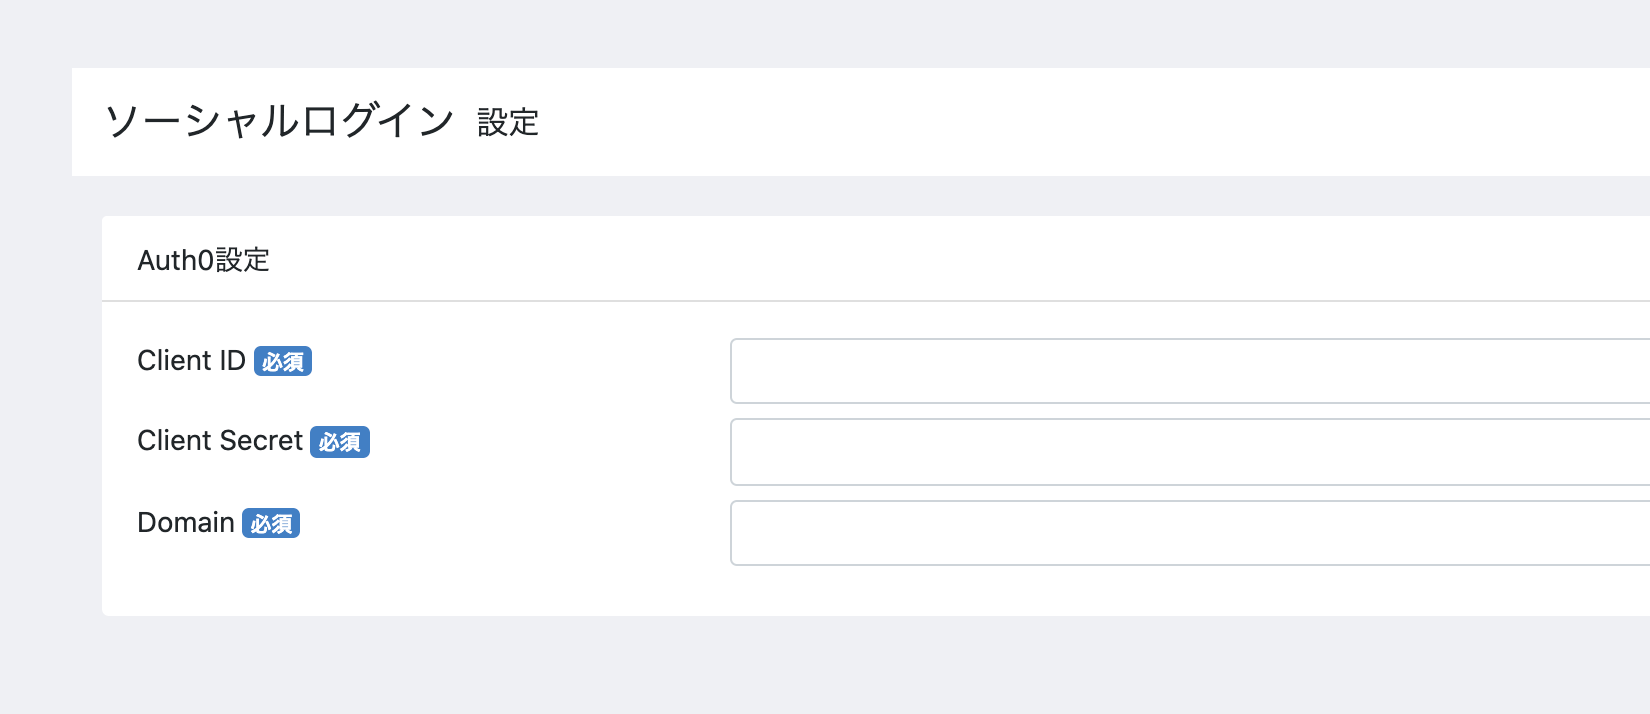 ソーシャルログイン 設定
Auth0設定
Client ID 必須
Client Secret 必須
Domain 必須